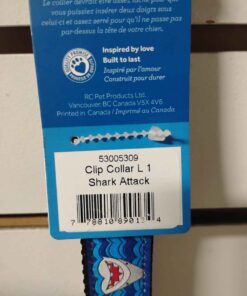 Le collier devrait être assez lâche pour que
vous puissiez insérer deux doigts sous
celui-ci et assez serré pour qu'il ne passe pas
par-dessus la tête de votre chien.
Inspired by love
Built to last
Inspiré par l'amour
Construit pour durer
RC Pet Products Ltd.
Vancouver BC Canada V5X 4V6
Printed in Canada / Imprimé au Canada
53005309
Clip Collar L 1
Shark Attack